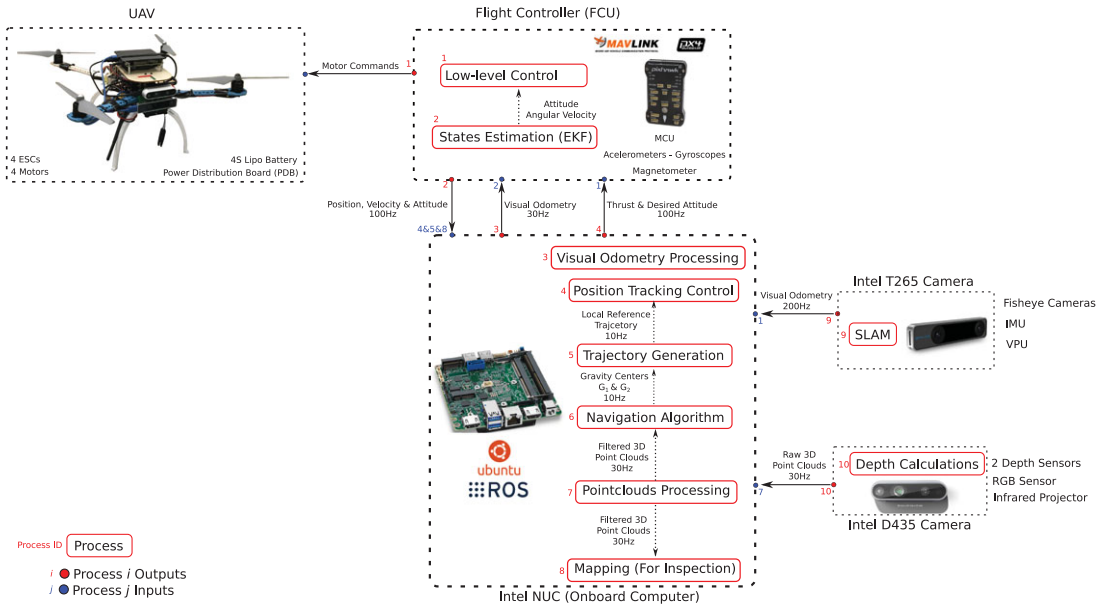 UAV
Flight Controller (FCU)
MAVLINK
PX4
1
Motor Commands
1
Low-level Control
Attitude
Angular Velocity
2
States Estimation (EKF)
MCU
Acelerometers - Gyroscopes
Magnetometer
4 ESCs
4 Motors
4S Lipo Battery
Power Distribution Board (PDB)
2
2
1
Position, Velocity & Attitude
100Hz
Visual Odometry
30Hz
Thrust & Desired Attitude
100Hz
4&5&8
3
4
3
Visual Odometry Processing
4
Position Tracking Control
Local Reference
Trajcetory
10Hz
5
Trajectory Generation
Gravity Centers
G₁ & G₂
10Hz
6
Navigation Algorithm
Filtered 3D
Point Clouds
30Hz
7
Pointclouds Processing
Filtered 3D
Point Clouds
30Hz
8
Mapping (For Inspection)
ubuntu
ROS
Intel NUC (Onboard Computer)
Visual Odometry
200Hz
1
9
Intel T265 Camera
9
SLAM
Fisheye Cameras
IMU
VPU
Raw 3D
Point Clouds
30Hz
7
10
10
Depth Calculations
2 Depth Sensors
RGB Sensor
Infrared Projector
Intel D435 Camera
Process ID
Process
i Process i Outputs
j Process j Inputs